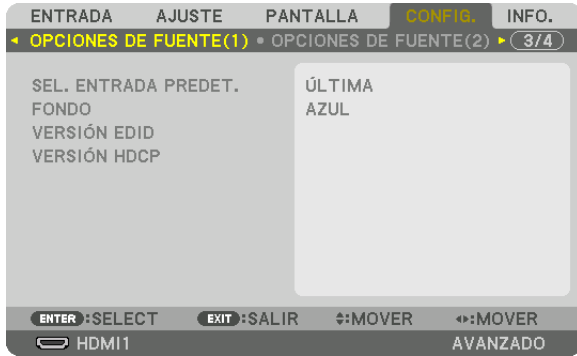 ENTRADA AJUSTE PANTALLA CONFIG. INFO.
OPCIONES DE FUENTE(1) • OPCIONES DE FUENTE(2) 3/4
SEL. ENTRADA PREDET. ÚLTIMA
FONDO AZUL
VERSIÓN EDID
VERSIÓN HDCP
ENTER :SELECT EXIT :SALIR :MOVER :MOVER
HDMI1 AVANZADO